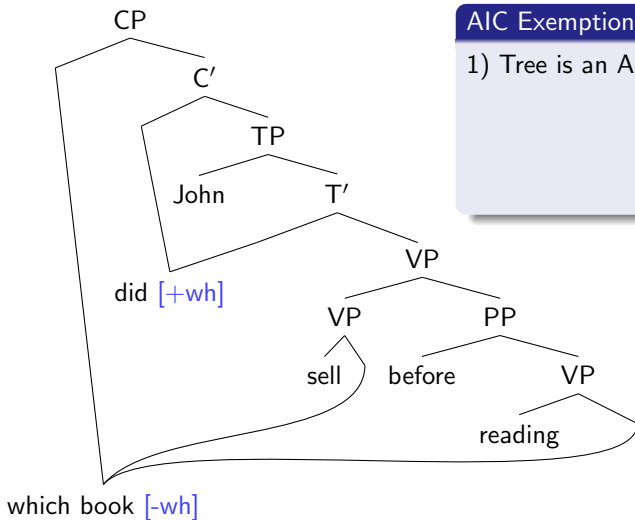 CP
AIC Exemption
1) Tree is an A
C′
TP
John
T′
did [+wh]
VP
VP
PP
sell
before
VP
reading
which book [-wh]